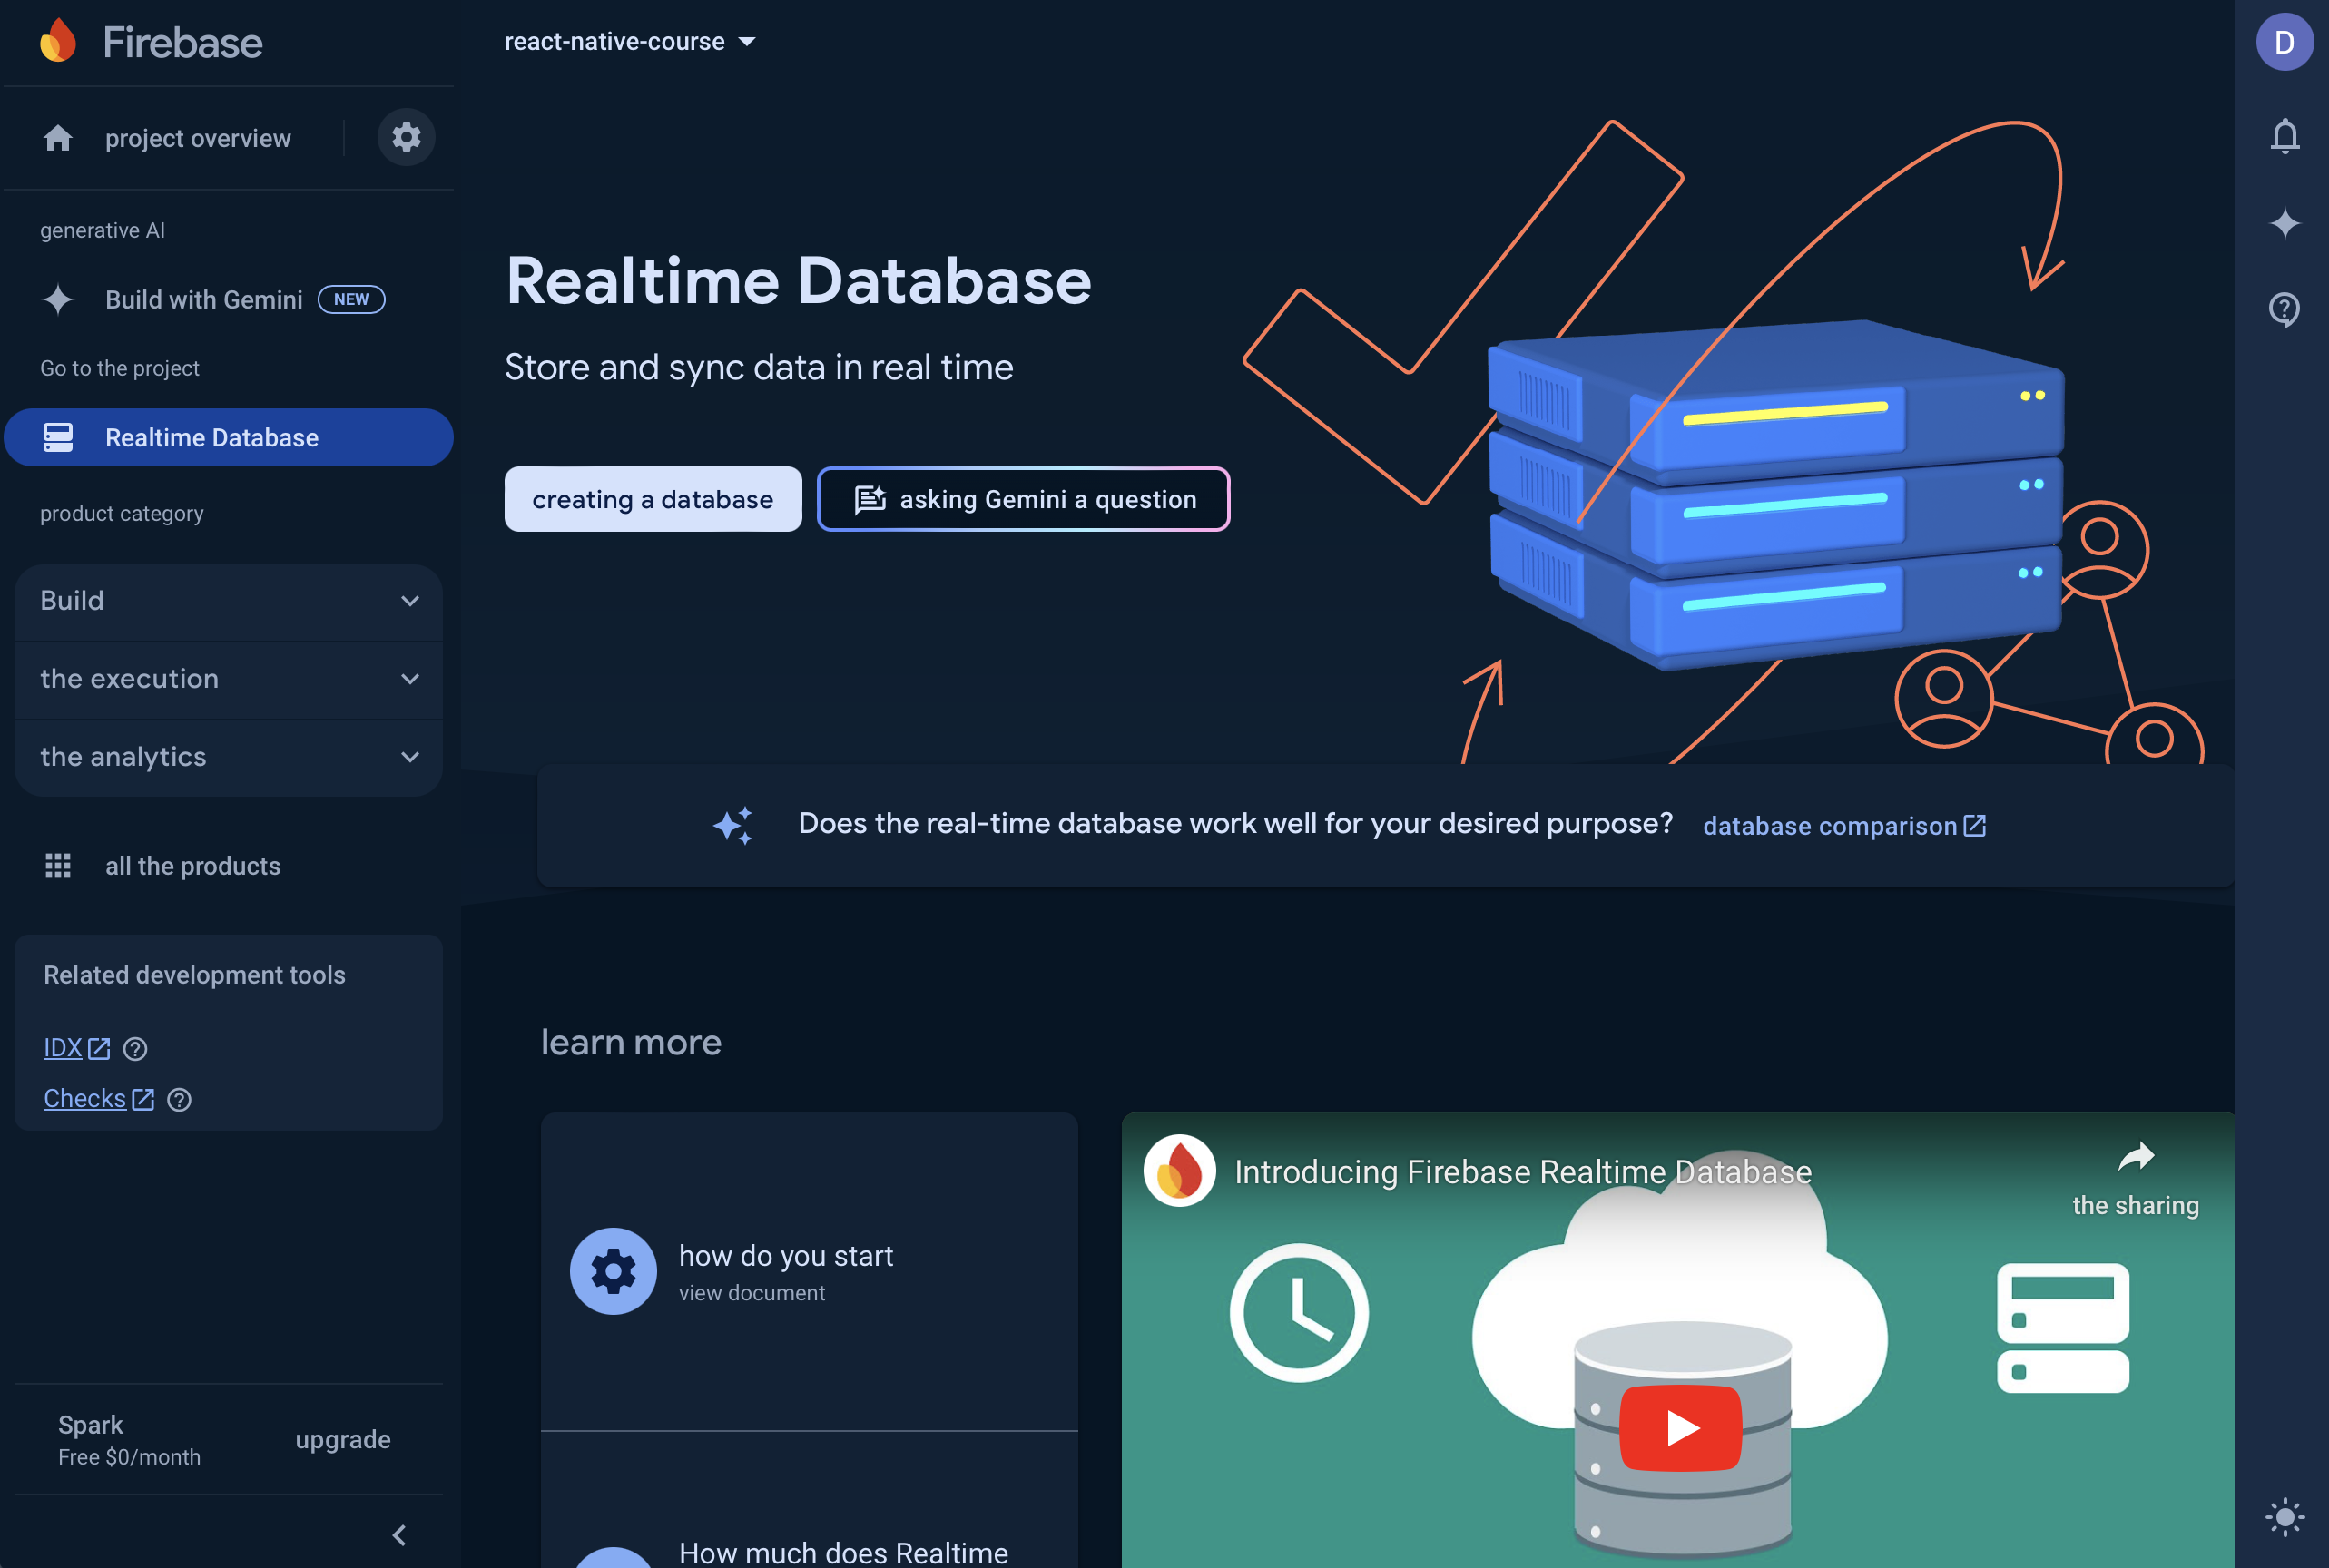 Firebase
project overview
generative AI
Build with Gemini NEW
Go to the project
Realtime Database
product category
Build
the execution
the analytics
all the products
Related development tools
IDX
Checks
Spark
Free $0/month
upgrade
react-native-course
Realtime Database
Store and sync data in real time
creating a database
asking Gemini a question
Does the real-time database work well for your desired purpose? database comparison
learn more
how do you start
view document
How much does Realtime
Introducing Firebase Realtime Database
the sharing
D